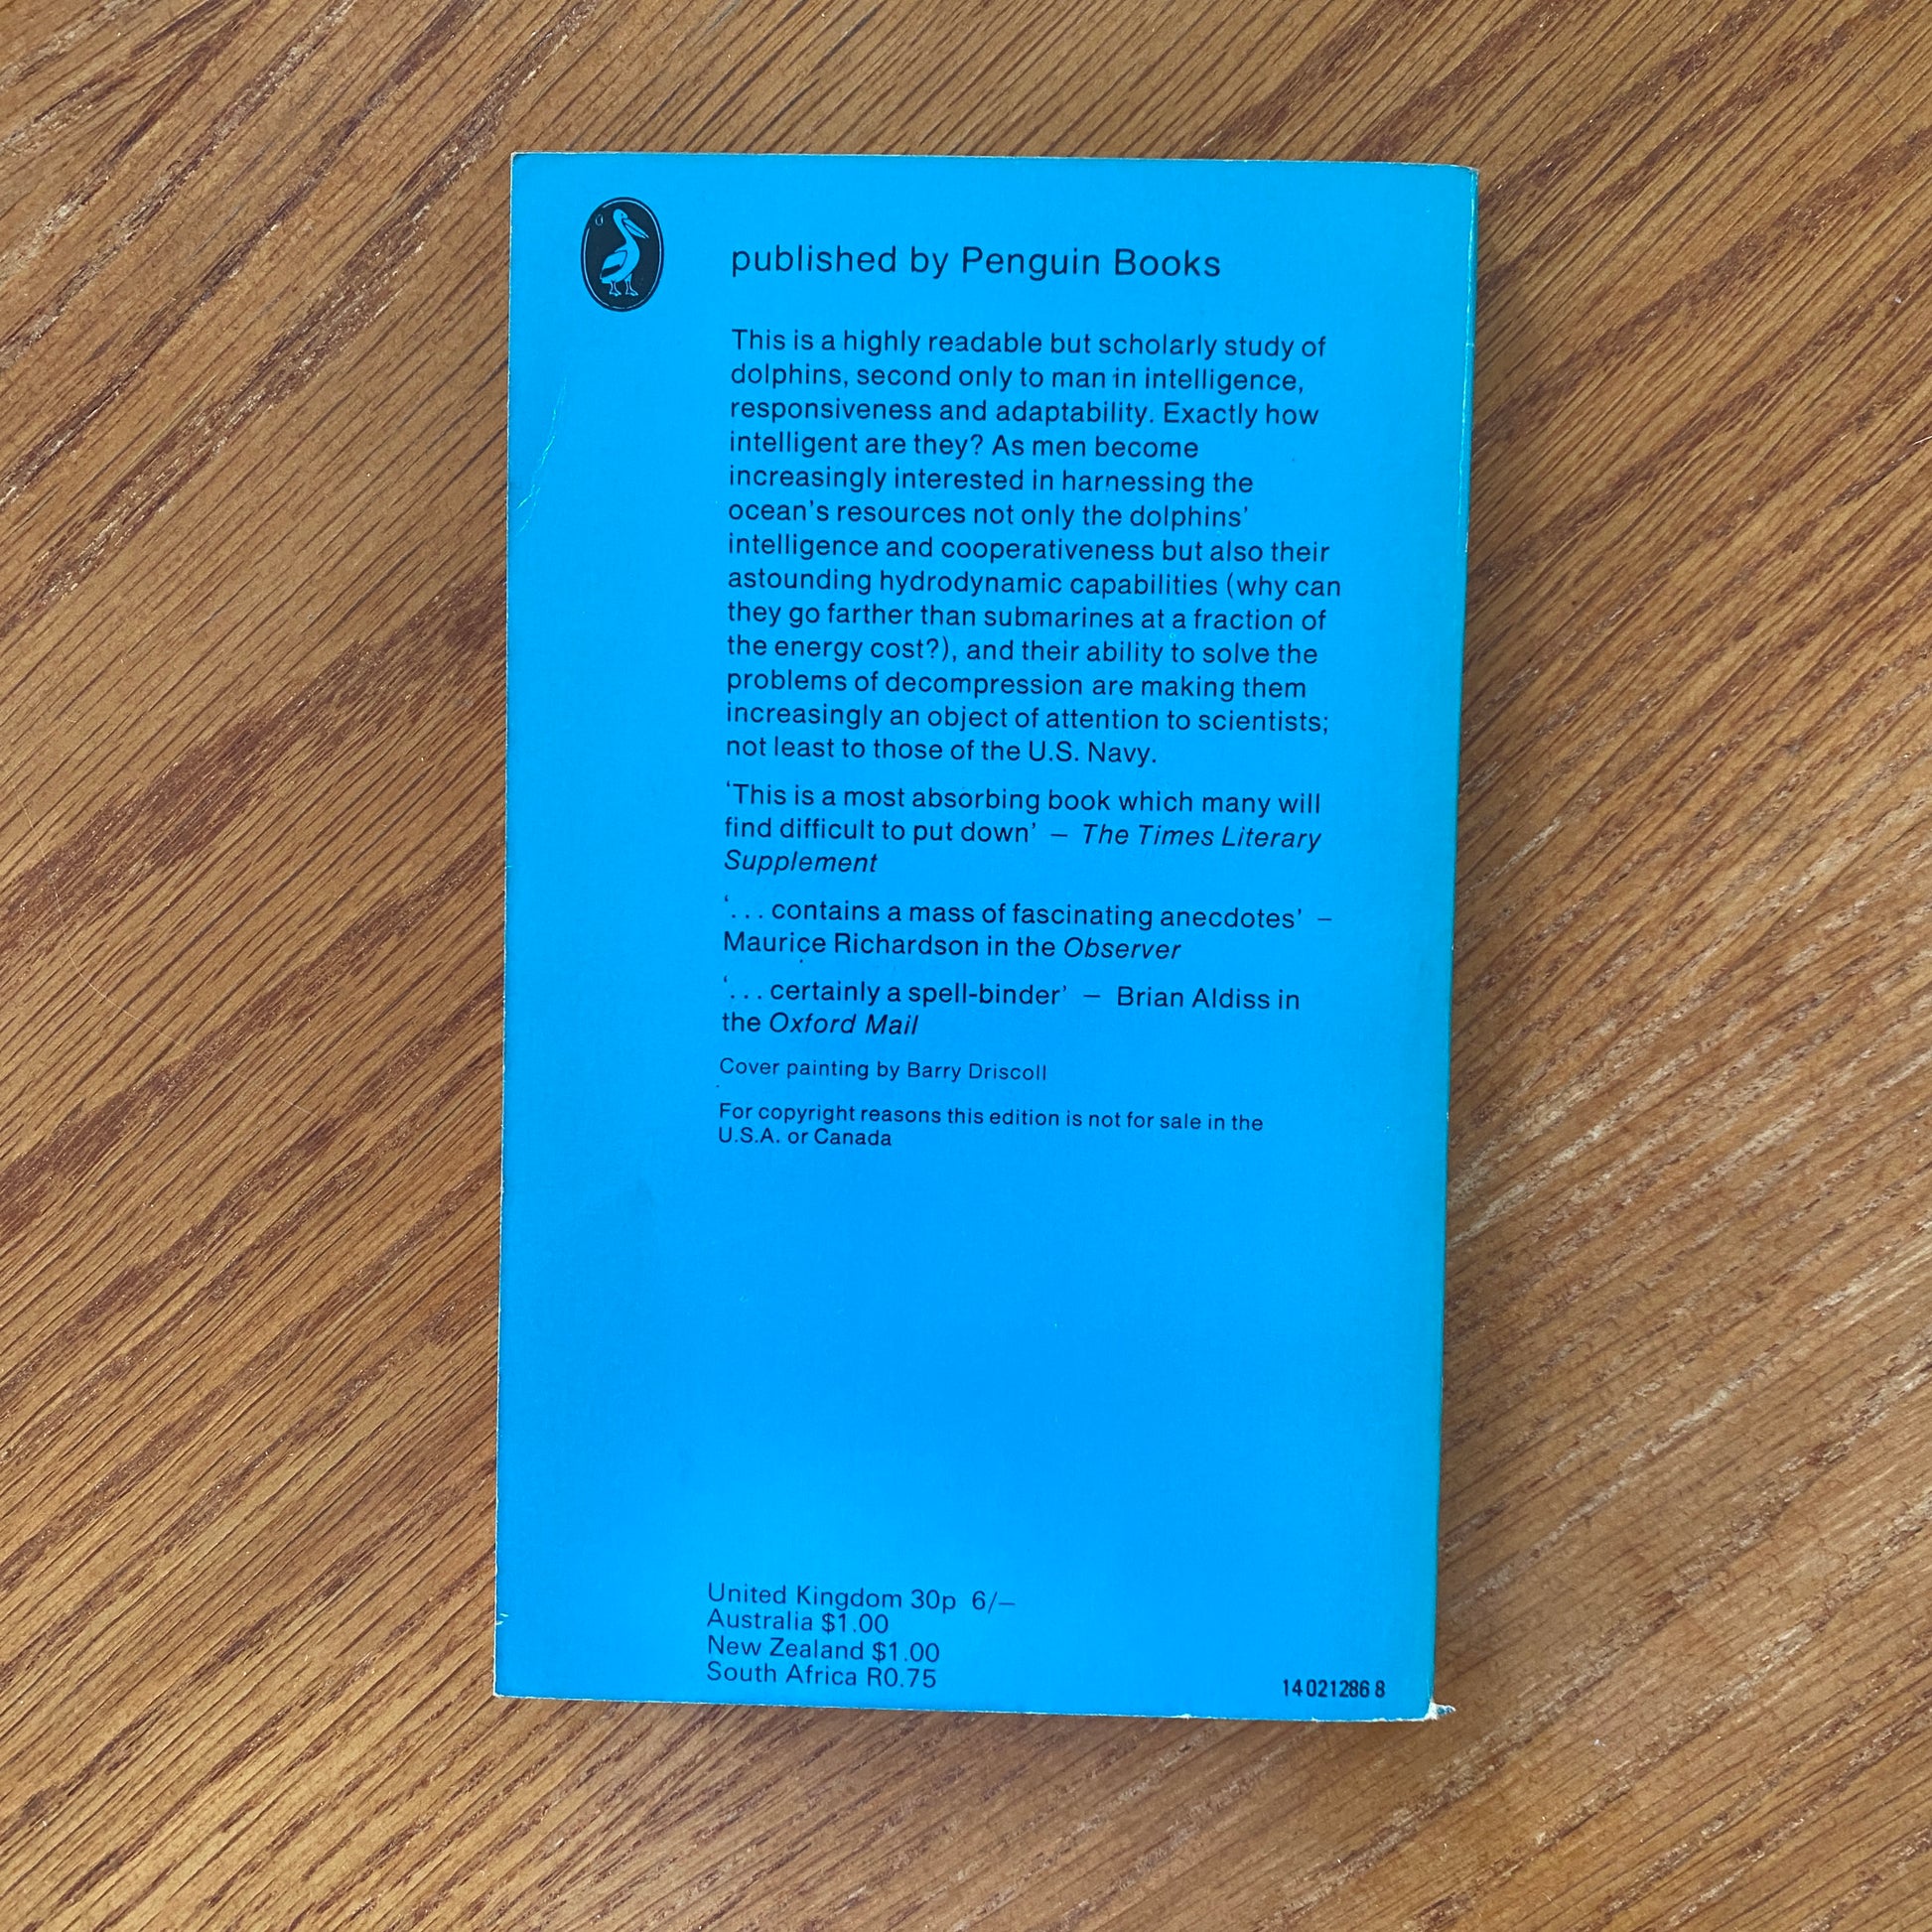 published by Penguin Books
This is a highly readable but scholarly study of
dolphins, second only to man in intelligence,
responsiveness and adaptability. Exactly how
intelligent are they? As men become
increasingly interested in harnessing the
ocean's resources not only the dolphins'
intelligence and cooperativeness but also their
astounding hydrodynamic capabilities (why can
they go farther than submarines at a fraction of
the energy cost?), and their ability to solve the
problems of decompression are making them
increasingly an object of attention to scientists;
not least to those of the U.S. Navy.
‘This is a most absorbing book which many will
find difficult to put down’ – The Times Literary
Supplement
‘. . . contains a mass of fascinating anecdotes’ –
Maurice Richardson in the Observer
‘. . . certainly a spell-binder’ – Brian Aldiss in
the Oxford Mail
Cover painting by Barry Driscoll
For copyright reasons this edition is not for sale in the
U.S.A. or Canada
United Kingdom 30p 6/–
Australia $1.00
New Zealand $1.00
South Africa R0.75
14 021286 8